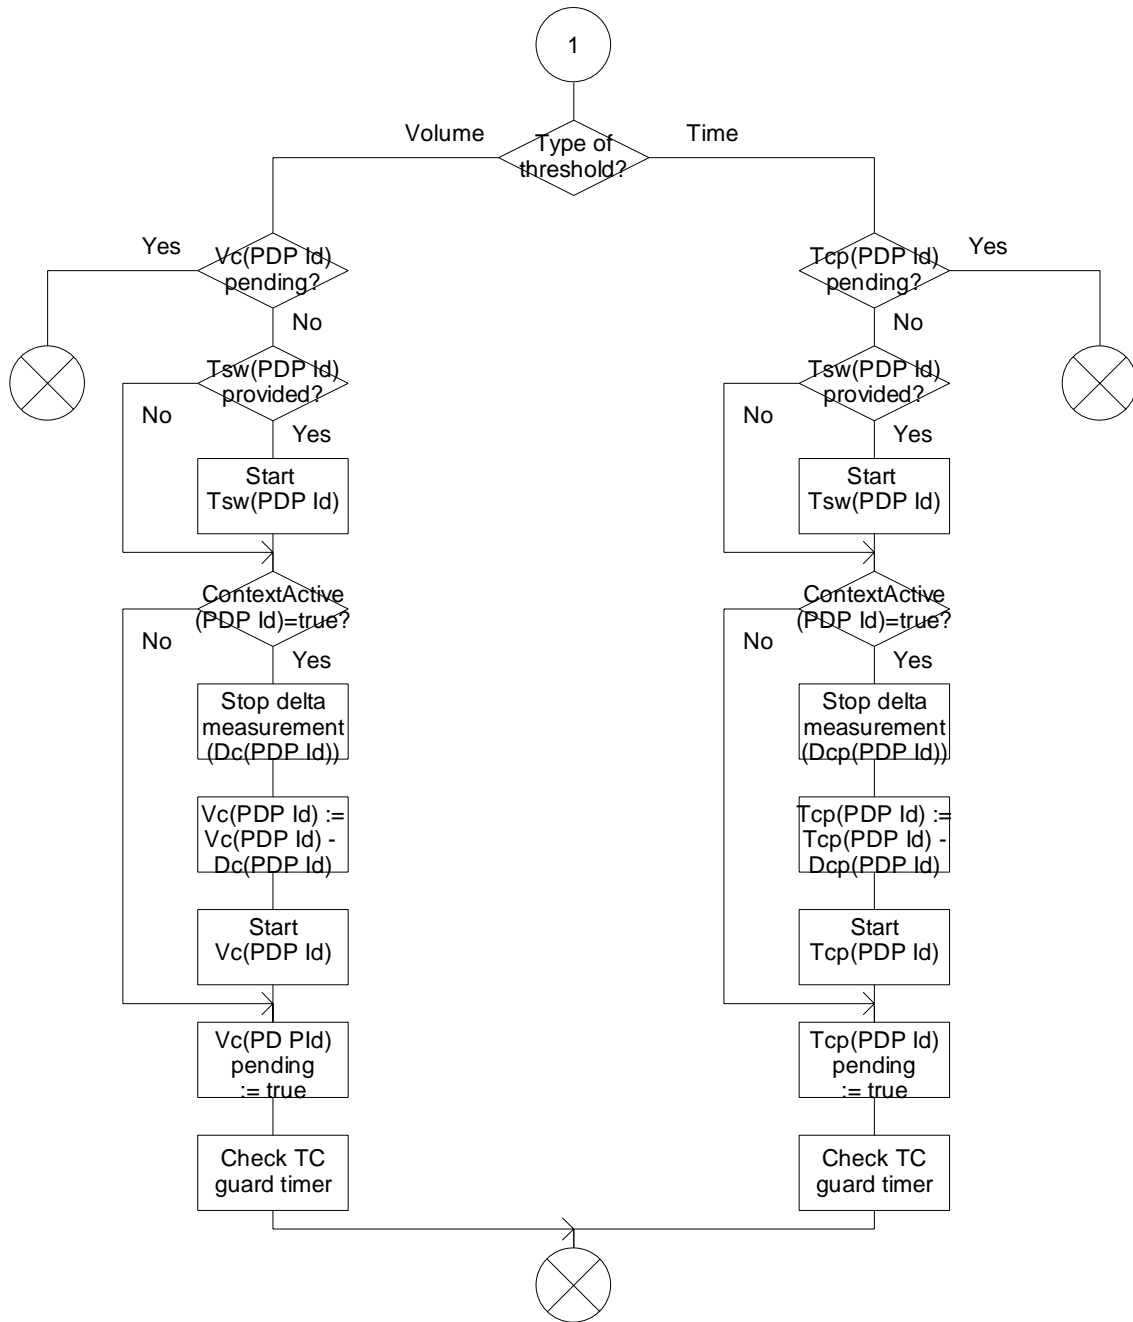 1
Volume
Type of
threshold?
Time
Yes
Vc(PDP Id)
pending?
No
Tcp(PDP Id)
pending?
Yes
No
Tsw(PDP Id)
provided?
No
Yes
Tsw(PDP Id)
provided?
No
Yes
Start
Tsw(PDP Id)
Start
Tsw(PDP Id)
ContextActive
(PDP Id)=true?
No
Yes
ContextActive
(PDP Id)=true?
No
Yes
Stop delta
measurement
(Dc(PDP Id))
Stop delta
measurement
(Dcp(PDP Id))
Vc(PDP Id) :=
Vc(PDP Id) -
Dc(PDP Id)
Tcp(PDP Id) :=
Tcp(PDP Id) -
Dcp(PDP Id)
Start
Vc(PDP Id)
Start
Tcp(PDP Id)
Vc(PD PId)
pending
:= true
Tcp(PDP Id)
pending
:= true
Check TC
guard timer
Check TC
guard timer